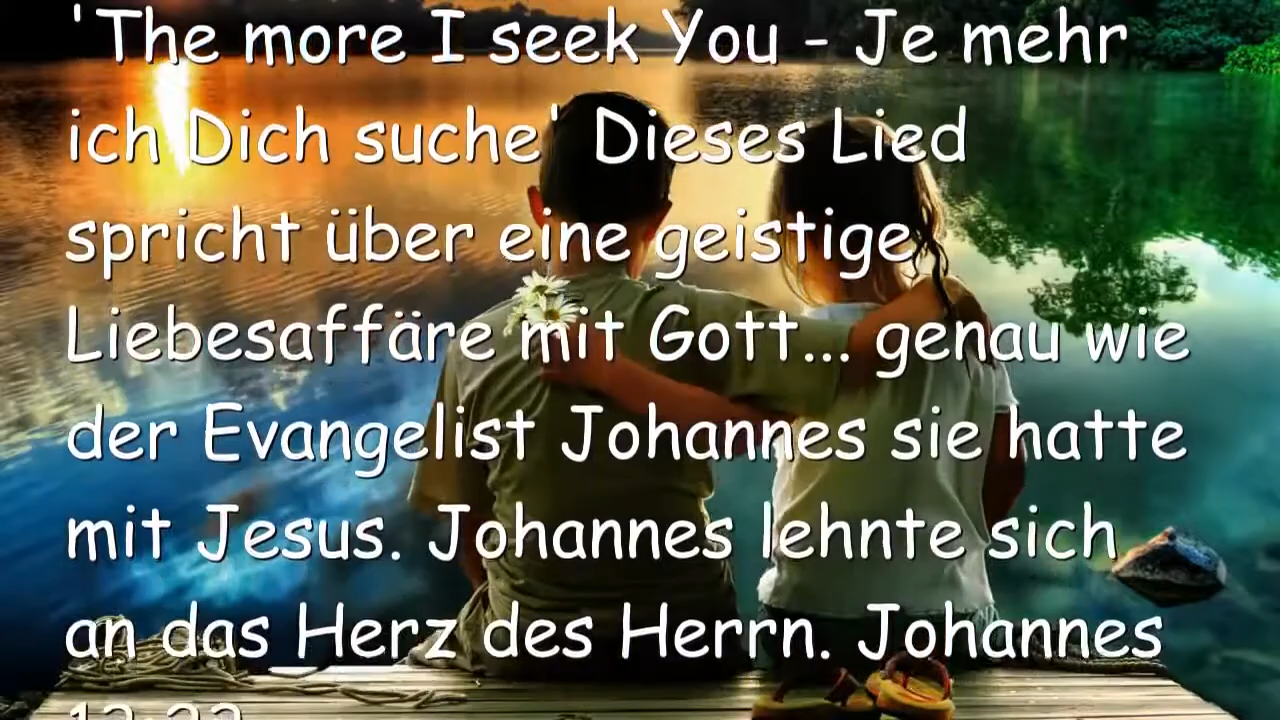 'The more I seek You - Je mehr
ich Dich suche' Dieses Lied
spricht über eine geistige
Liebesaffäre mit Gott... genau wie
der Evangelist Johannes sie hatte
mit Jesus. Johannes lehnte sich
an das Herz des Herrn. Johannes